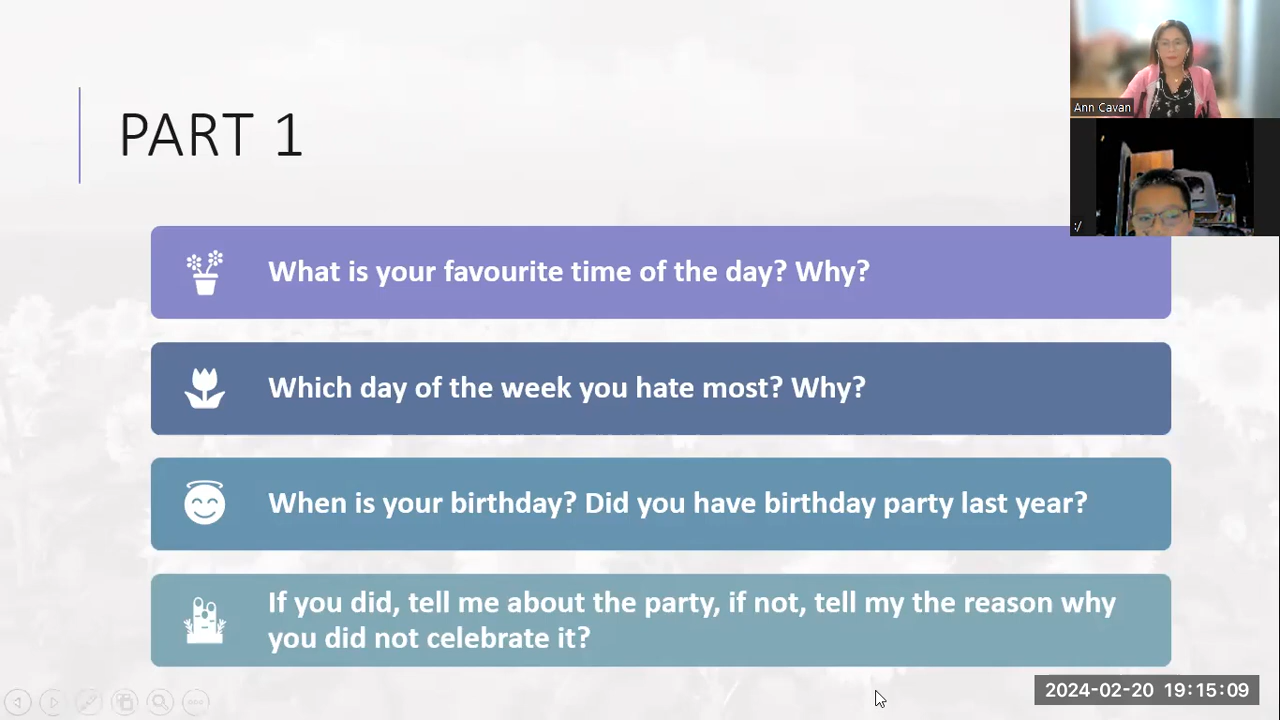 PART 1
Ann Cavan
:/
What is your favourite time of the day? Why?
Which day of the week you hate most? Why?
When is your birthday? Did you have birthday party last year?
If you did, tell me about the party, if not, tell my the reason why
you did not celebrate it?
2024-02-20 19:15:09